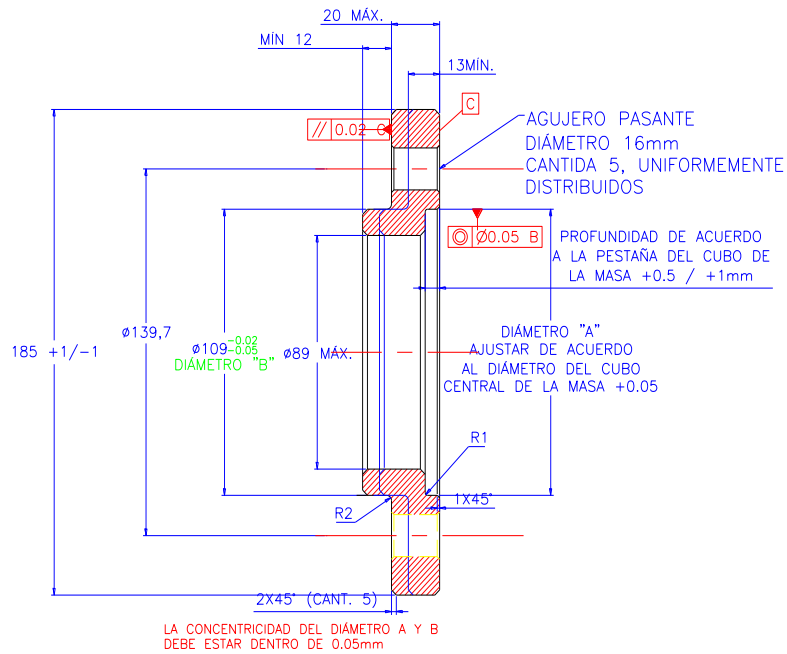 20 MÁX.
MÍN 12
13MÍN.
C
// 0.02 C
AGUJERO PASANTE
DIÁMETRO 16mm
CANTIDA 5, UNIFORMEMENTE
DISTRIBUIDOS
◎ Ø0.05 B
PROFUNDIDAD DE ACUERDO
A LA PESTAÑA DEL CUBO DE
LA MASA +0.5 / +1mm
185 +1/-1
ø139,7
ø109 -0.02 -0.05
DIÁMETRO "B"
ø89 MÁX.
DIÁMETRO "A"
AJUSTAR DE ACUERDO
AL DIÁMETRO DEL CUBO
CENTRAL DE LA MASA +0.05
R1
R2
1X45°
2X45° (CANT. 5)
LA CONCENTRICIDAD DEL DIÁMETRO A Y B
DEBE ESTAR DENTRO DE 0.05mm